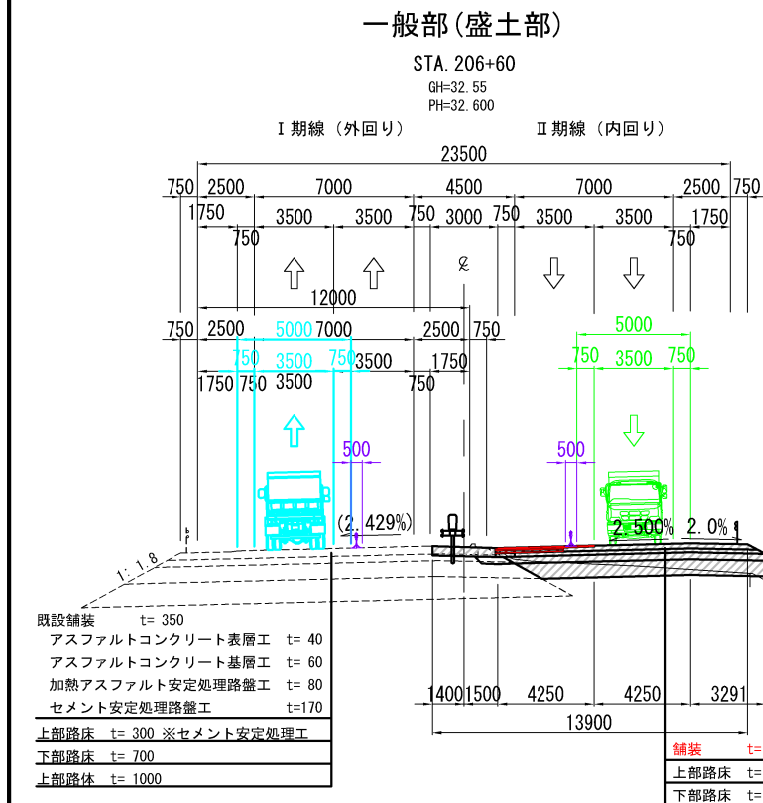 一般部(盛土部)
STA. 206+60
GH=32. 55
PH=32. 600
Ⅰ期線 (外回り) Ⅱ期線 (内回り)
23500
750 2500 7000 4500 7000 2500 750
1750 3500 3500 750 3000 750 3500 3500 1750
750 750
℄
12000
750 2500 5000 7000 2500 750 5000
750 3500 750 3500 1750 750 3500 750
1750 750 3500 750
500 500
(2. 429%) 2. 500% 2. 0%
1: 1.8
既設舗装 t= 350
アスファルトコンクリート表層工 t= 40
アスファルトコンクリート基層工 t= 60
加熱アスファルト安定処理路盤工 t= 80
セメント安定処理路盤工 t=170
上部路床 t= 300 ※セメント安定処理工
下部路床 t= 700
上部路体 t= 1000
1400 1500 4250 4250 3291
13900
舗装 t=
上部路床 t=
下部路床 t=